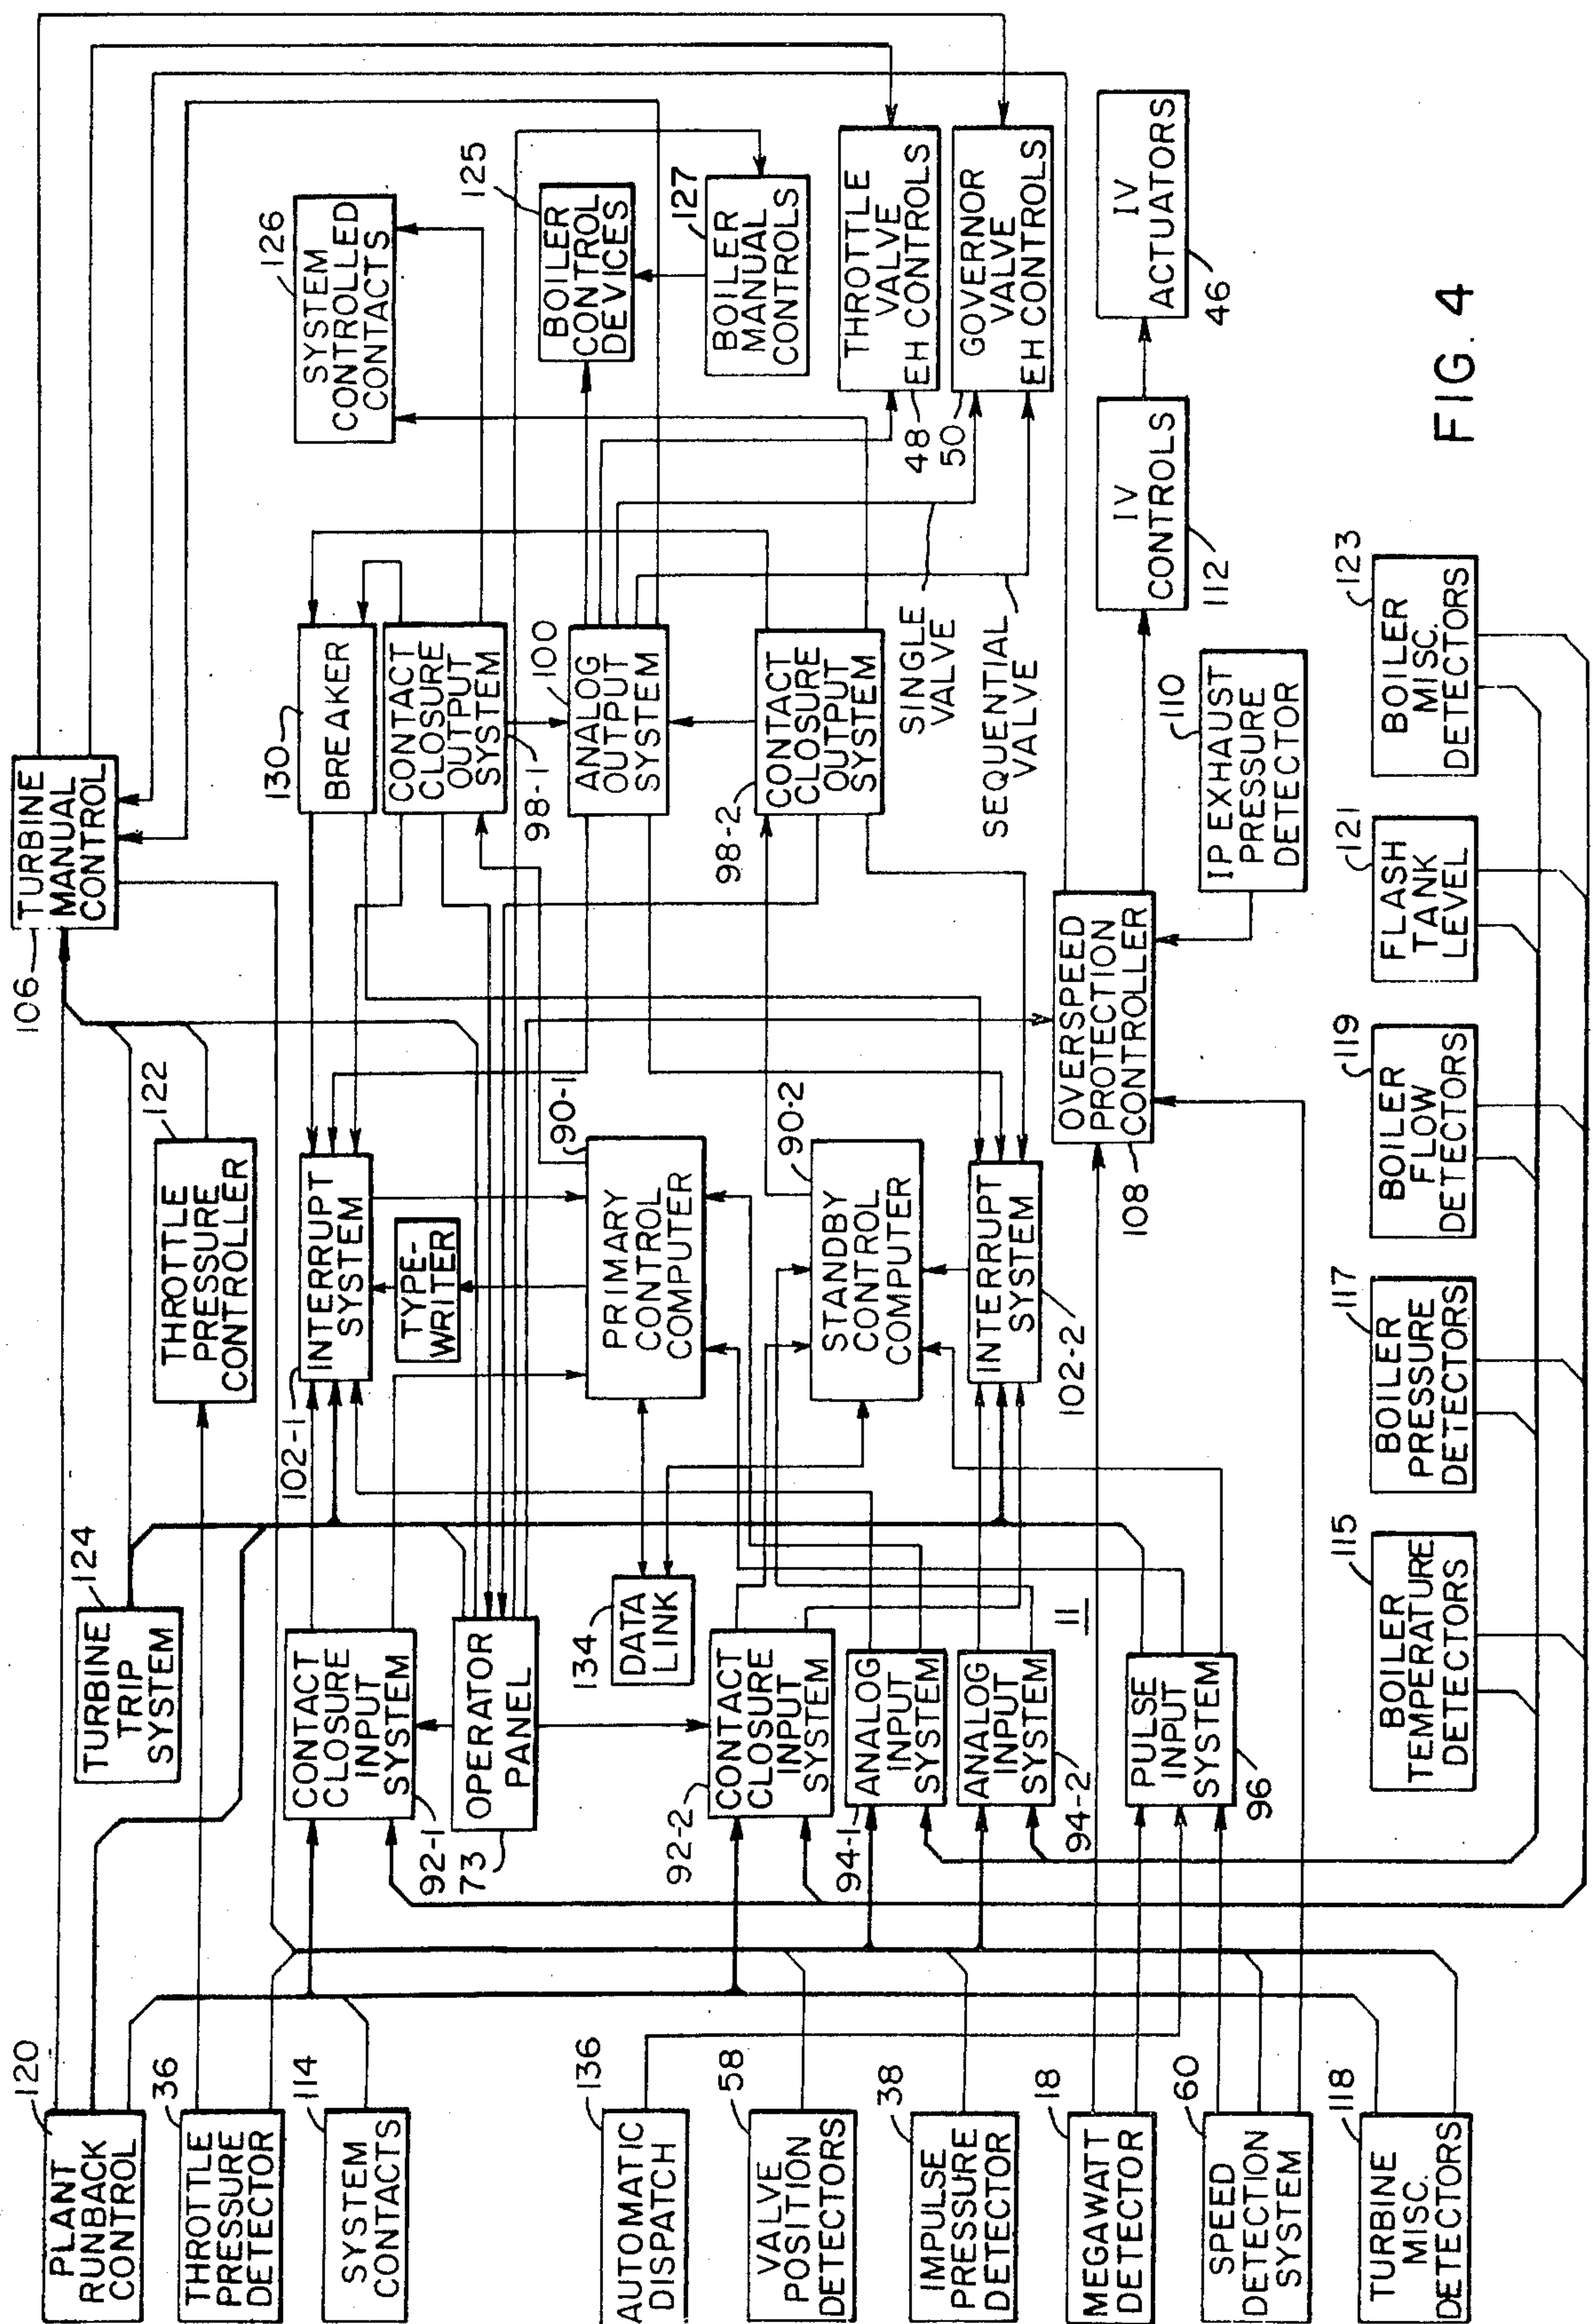 120
PLANT
RUNBACK
CONTROL
36
THROTTLE
PRESSURE
DETECTOR
114
SYSTEM
CONTACTS
136
AUTOMATIC
DISPATCH
58
VALVE
POSITION
DETECTORS
38
IMPULSE
PRESSURE
DETECTOR
18
MEGAWATT
DETECTOR
60
SPEED
DETECTION
SYSTEM
118
TURBINE
MISC.
DETECTORS
124
TURBINE
TRIP
SYSTEM
CONTACT
CLOSURE
INPUT
SYSTEM
92-1
OPERATOR
PANEL
73
134
DATA
LINK
92-2
CONTACT
CLOSURE
INPUT
SYSTEM
94-1
ANALOG
INPUT
SYSTEM
ANALOG
INPUT
SYSTEM
94-2
11
PULSE
INPUT
SYSTEM
96
122
THROTTLE
PRESSURE
CONTROLLER
102-1
INTERRUPT
SYSTEM
TYPE-
WRITER
90-1
PRIMARY
CONTROL
COMPUTER
90-2
STANDBY
CONTROL
COMPUTER
INTERRUPT
SYSTEM
102-2
106
TURBINE
MANUAL
CONTROL
130
BREAKER
CONTACT
CLOSURE
OUTPUT
SYSTEM
98-1
100
ANALOG
OUTPUT
SYSTEM
98-2
CONTACT
CLOSURE
OUTPUT
SYSTEM
SINGLE
VALVE
SEQUENTIAL
VALVE
OVERSPEED
PROTECTION
CONTROLLER
108
110
IP EXHAUST
PRESSURE
DETECTOR
126
SYSTEM
CONTROLLED
CONTACTS
125
BOILER
CONTROL
DEVICES
127
BOILER
MANUAL
CONTROLS
THROTTLE
VALVE
EH CONTROLS
48
GOVERNOR
VALVE
EH CONTROLS
50
IV
CONTROLS
112
IV
ACTUATORS
46
115
BOILER
TEMPERATURE
DETECTORS
117
BOILER
PRESSURE
DETECTORS
119
BOILER
FLOW
DETECTORS
121
FLASH
TANK
LEVEL
123
BOILER
MISC.
DETECTORS
FIG. 4